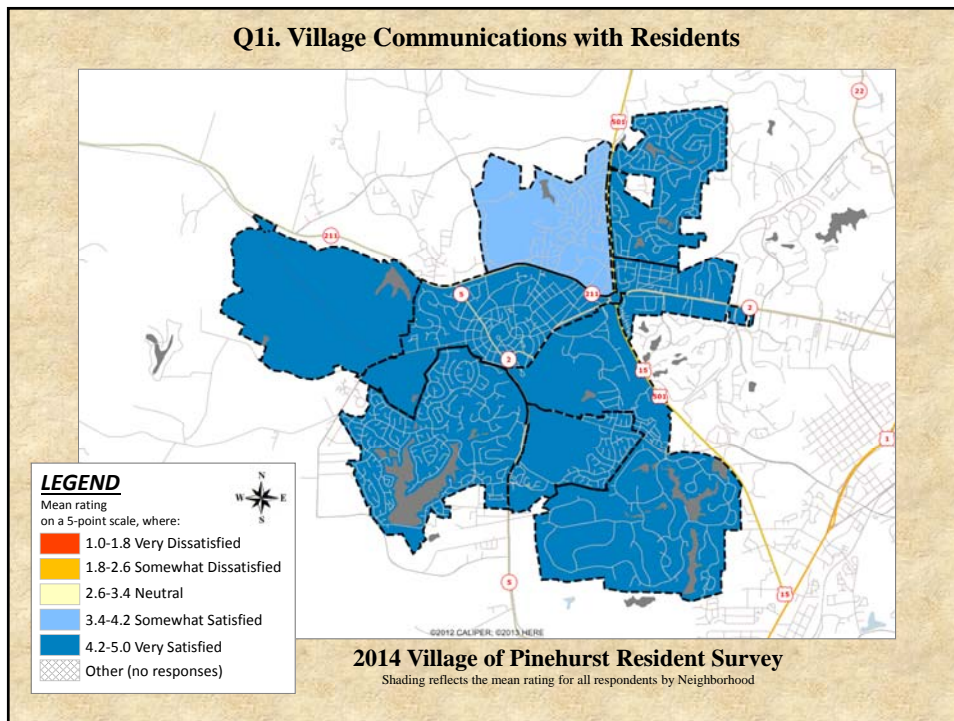 Q1i. Village Communications with Residents
501
22
211
5
211
2
2
15
501
1
LEGEND
N
W E
S
Mean rating
on a 5-point scale, where:
1.0-1.8 Very Dissatisfied
1.8-2.6 Somewhat Dissatisfied
2.6-3.4 Neutral
3.4-4.2 Somewhat Satisfied
4.2-5.0 Very Satisfied
Other (no responses)
5
15
©2012 CALIPER; ©2013 HERE
2014 Village of Pinehurst Resident Survey
Shading reflects the mean rating for all respondents by Neighborhood